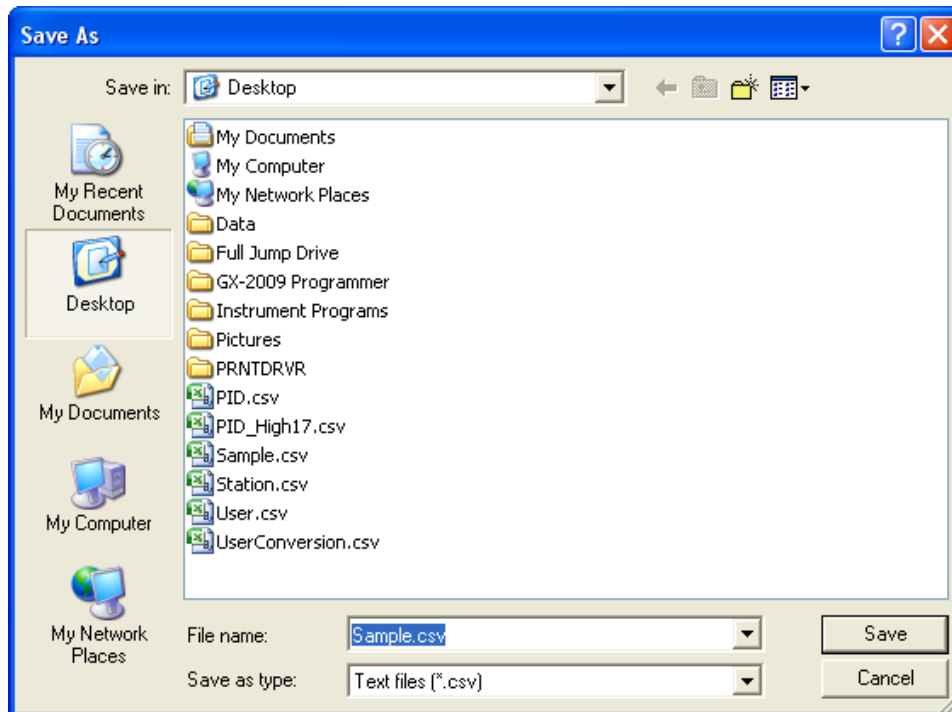 Save As
Save in:
Desktop
My Recent
Documents
Desktop
My Documents
My Computer
My Network
Places
My Documents
My Computer
My Network Places
Data
Full Jump Drive
GX-2009 Programmer
Instrument Programs
Pictures
PRNTDRVR
PID.csv
PID_High17.csv
Sample.csv
Station.csv
User.csv
UserConversion.csv
File name:
Sample.csv
Save
Save as type:
Text files (*.csv)
Cancel